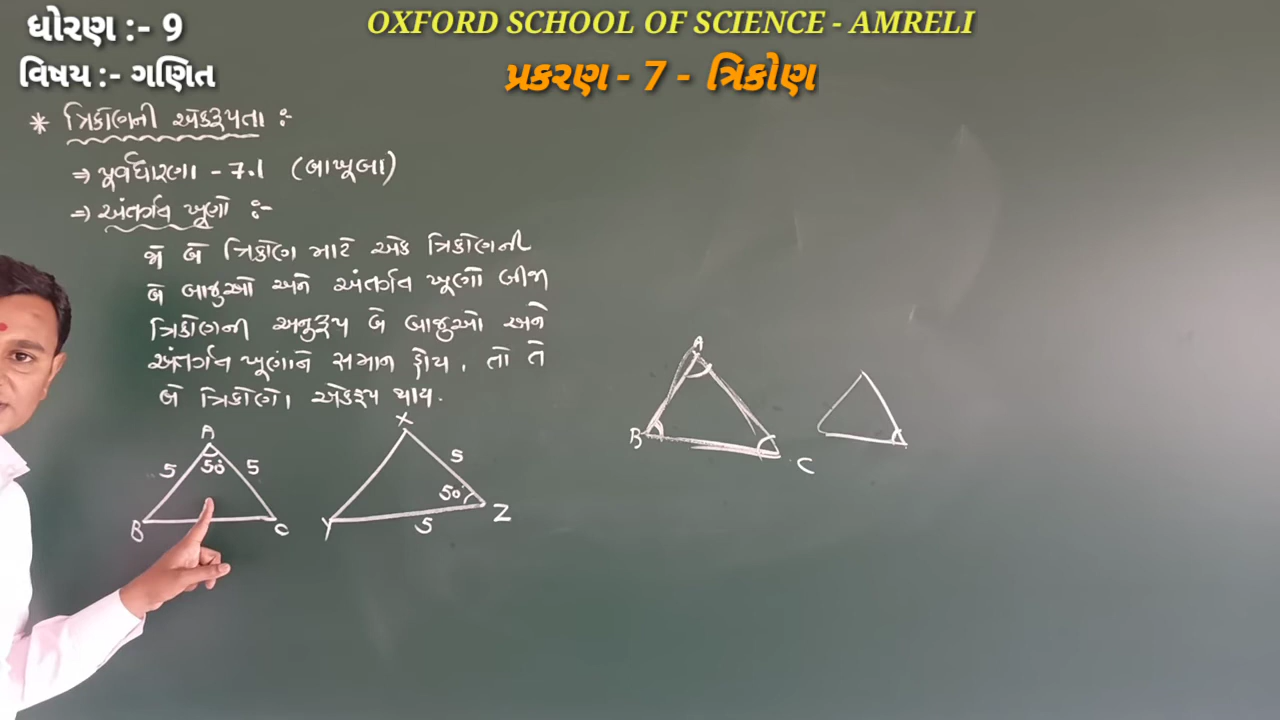 ધોરણ :- 9
OXFORD SCHOOL OF SCIENCE - AMRELI
વિષય :- ગણિત
પ્રકરણ - 7 - ત્રિકોણ
* ત્રિકોણની એકરૂપતા :-
⇒ પૂર્વધારણા - 7.1 (બાખૂબા)
⇒ અંતર્ગત ખૂણો :-
જે બે ત્રિકોણ માટે એક ત્રિકોણની
બે બાજુઓ અને અંતર્ગત ખૂણો બીજા
ત્રિકોણની અનુરૂપ બે બાજુઓ અને
અંતર્ગત ખૂણાને સમાન હોય, તો તે
બે ત્રિકોણો એકરૂપ થાય.
A
5 50° 5
B C
X
5
50°
Y 5 Z
A
B C